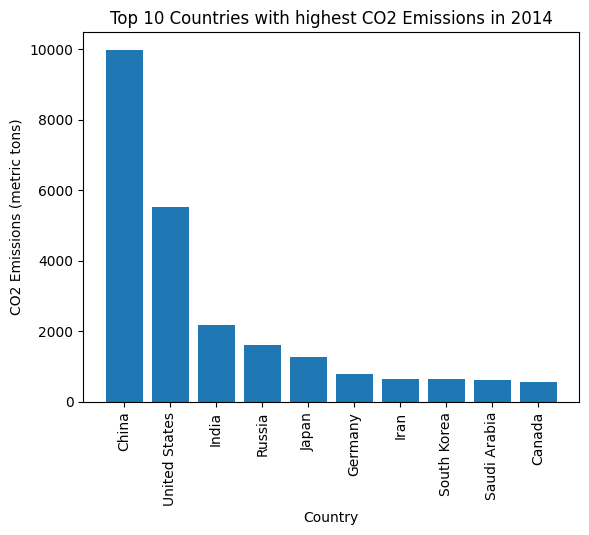 Top 10 Countries with highest CO2 Emissions in 2014
CO2 Emissions (metric tons)
10000
8000
6000
4000
2000
0
China
United States
India
Russia
Japan
Germany
Iran
South Korea
Saudi Arabia
Canada
Country